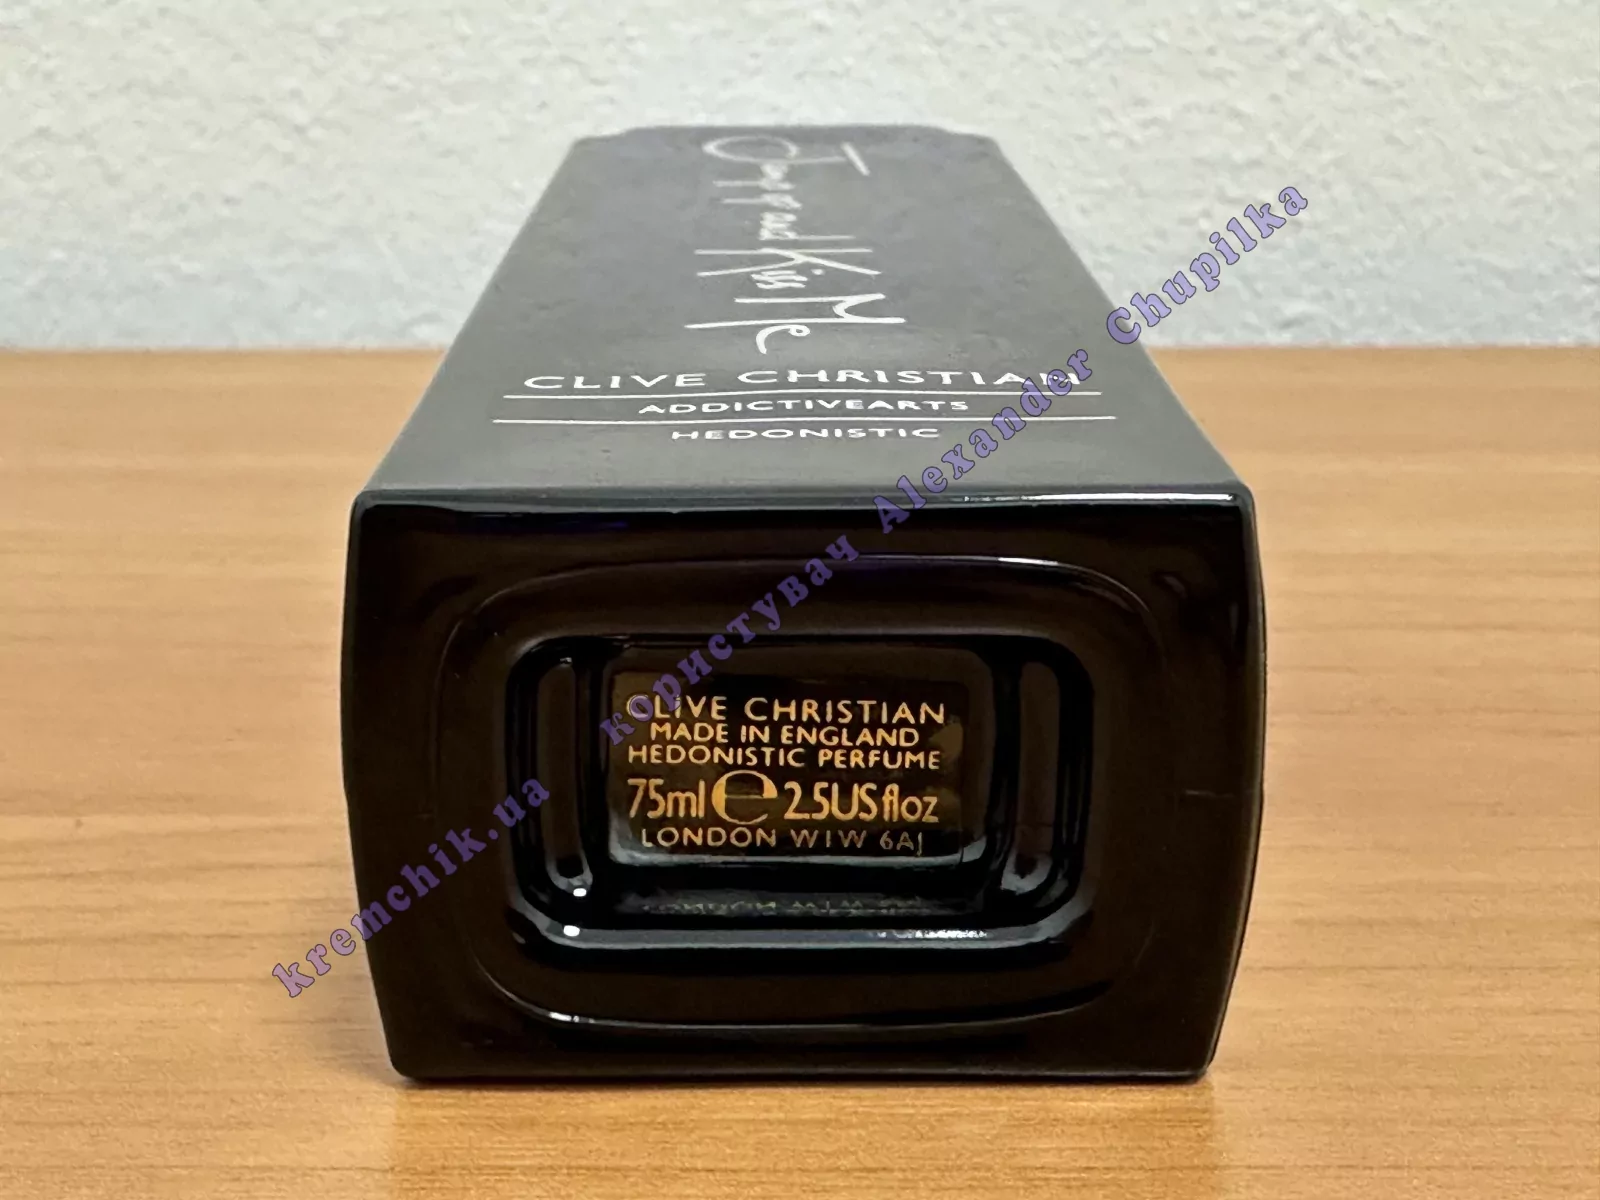 Jump and Kiss Me
CLIVE CHRISTIAN
ADDICTIVEARTS
HEDONISTIC
CLIVE CHRISTIAN
MADE IN ENGLAND
HEDONISTIC PERFUME
75ml e 2.5US fl oz
LONDON W1W 6AJ
kremchik.ua користувач Alexander Chupilka